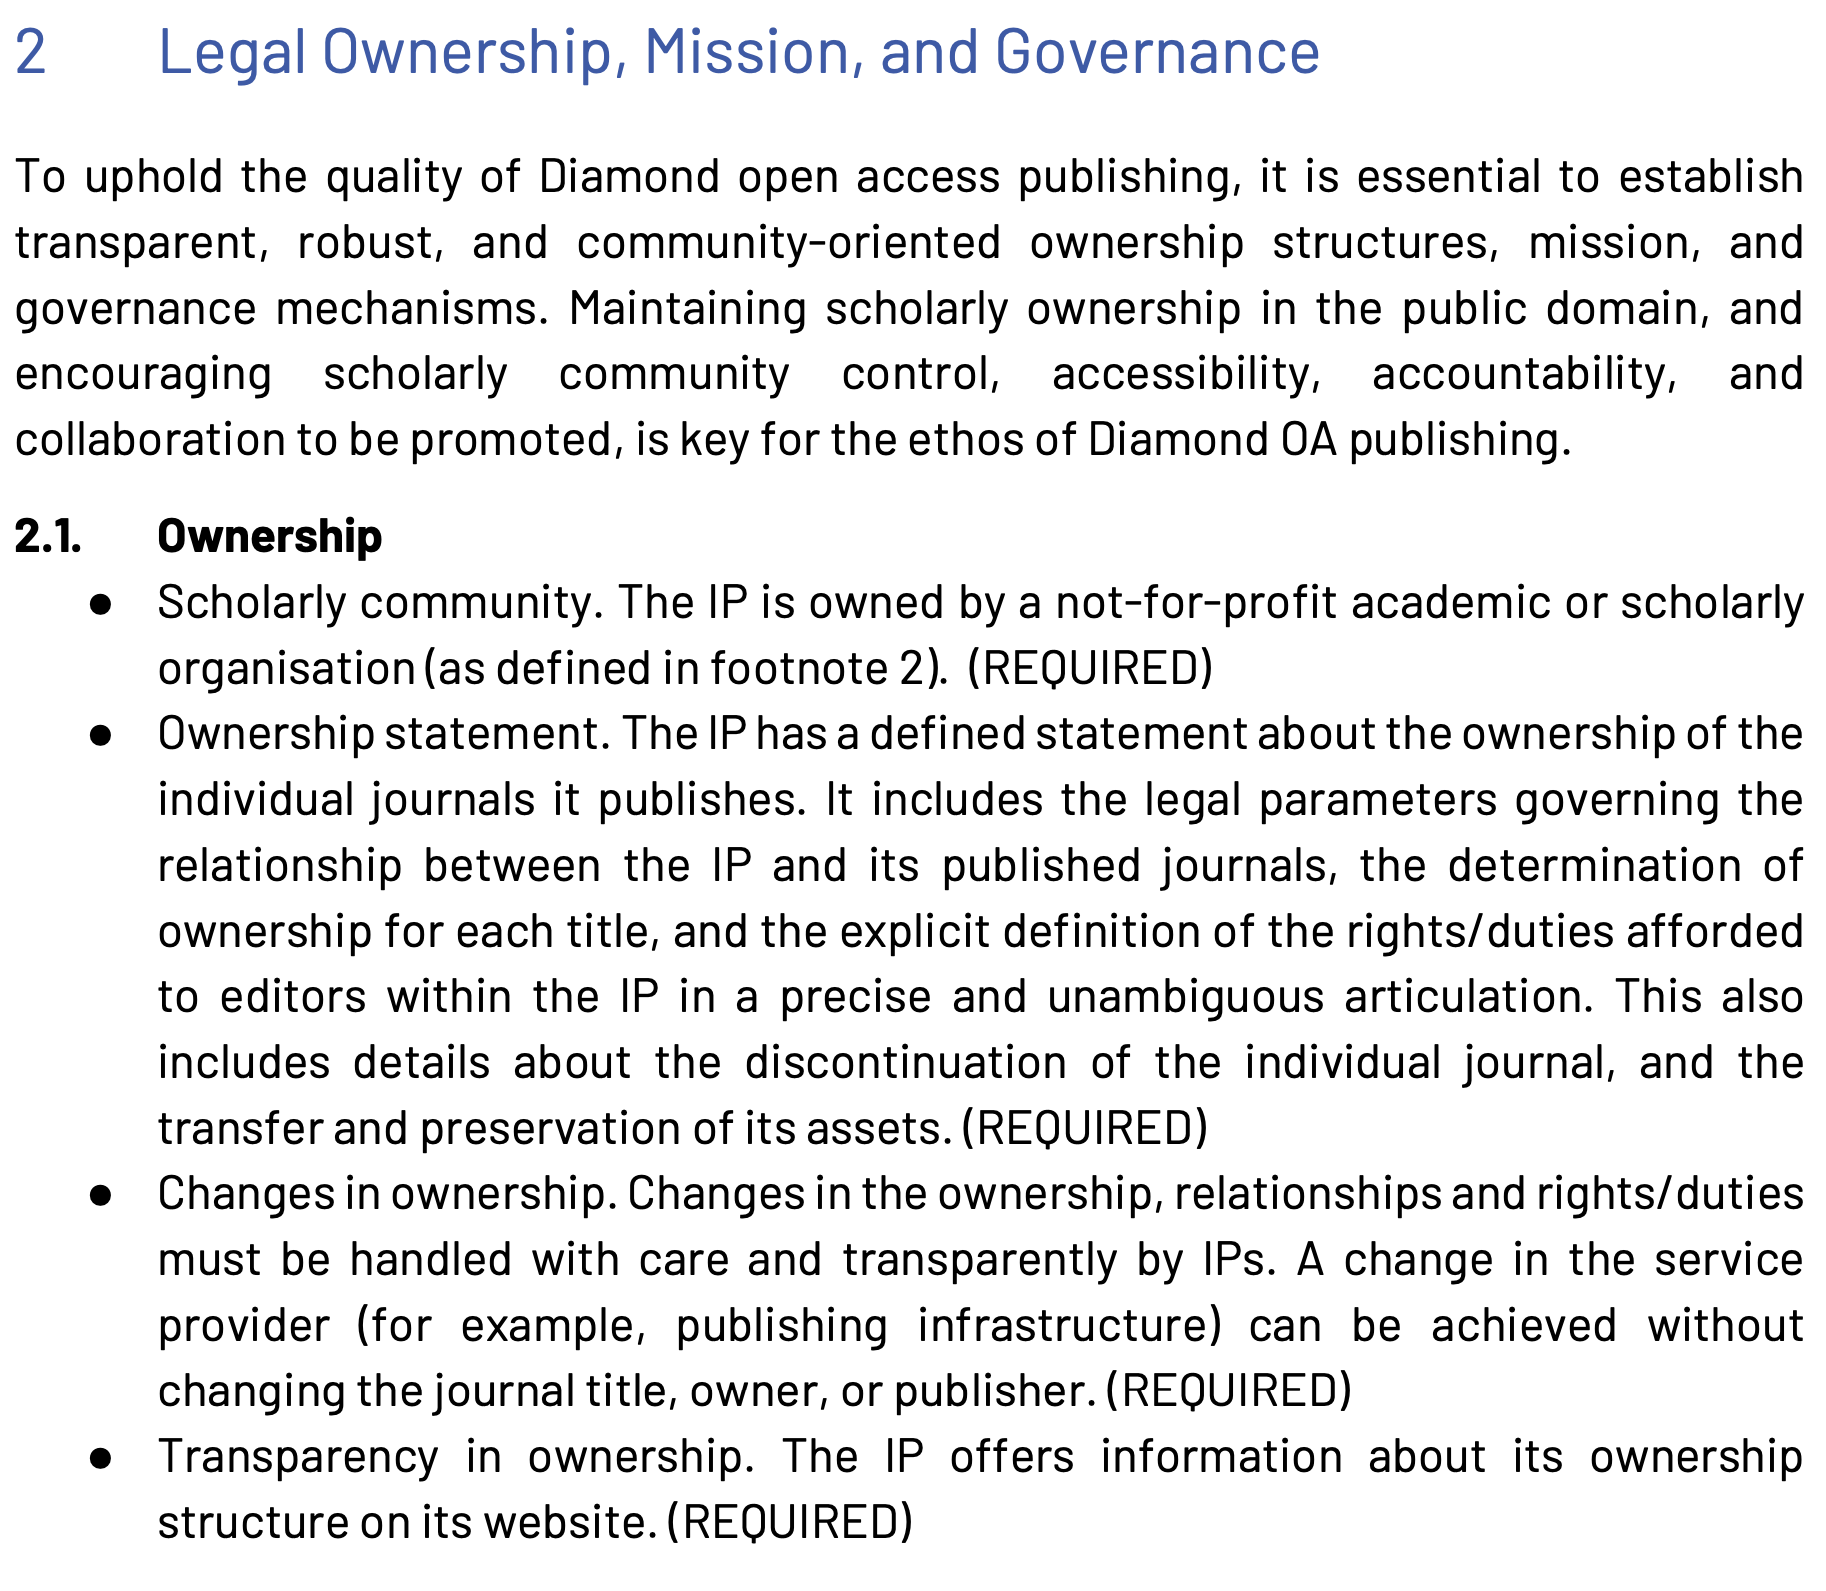 2 Legal Ownership, Mission, and Governance
To uphold the quality of Diamond open access publishing, it is essential to establish
transparent, robust, and community-oriented ownership structures, mission, and
governance mechanisms. Maintaining scholarly ownership in the public domain, and
encouraging scholarly community control, accessibility, accountability, and
collaboration to be promoted, is key for the ethos of Diamond OA publishing.
2.1. Ownership
● Scholarly community. The IP is owned by a not-for-profit academic or scholarly
organisation (as defined in footnote 2). (REQUIRED)
● Ownership statement. The IP has a defined statement about the ownership of the
individual journals it publishes. It includes the legal parameters governing the
relationship between the IP and its published journals, the determination of
ownership for each title, and the explicit definition of the rights/duties afforded
to editors within the IP in a precise and unambiguous articulation. This also
includes details about the discontinuation of the individual journal, and the
transfer and preservation of its assets. (REQUIRED)
● Changes in ownership. Changes in the ownership, relationships and rights/duties
must be handled with care and transparently by IPs. A change in the service
provider (for example, publishing infrastructure) can be achieved without
changing the journal title, owner, or publisher. (REQUIRED)
● Transparency in ownership. The IP offers information about its ownership
structure on its website. (REQUIRED)